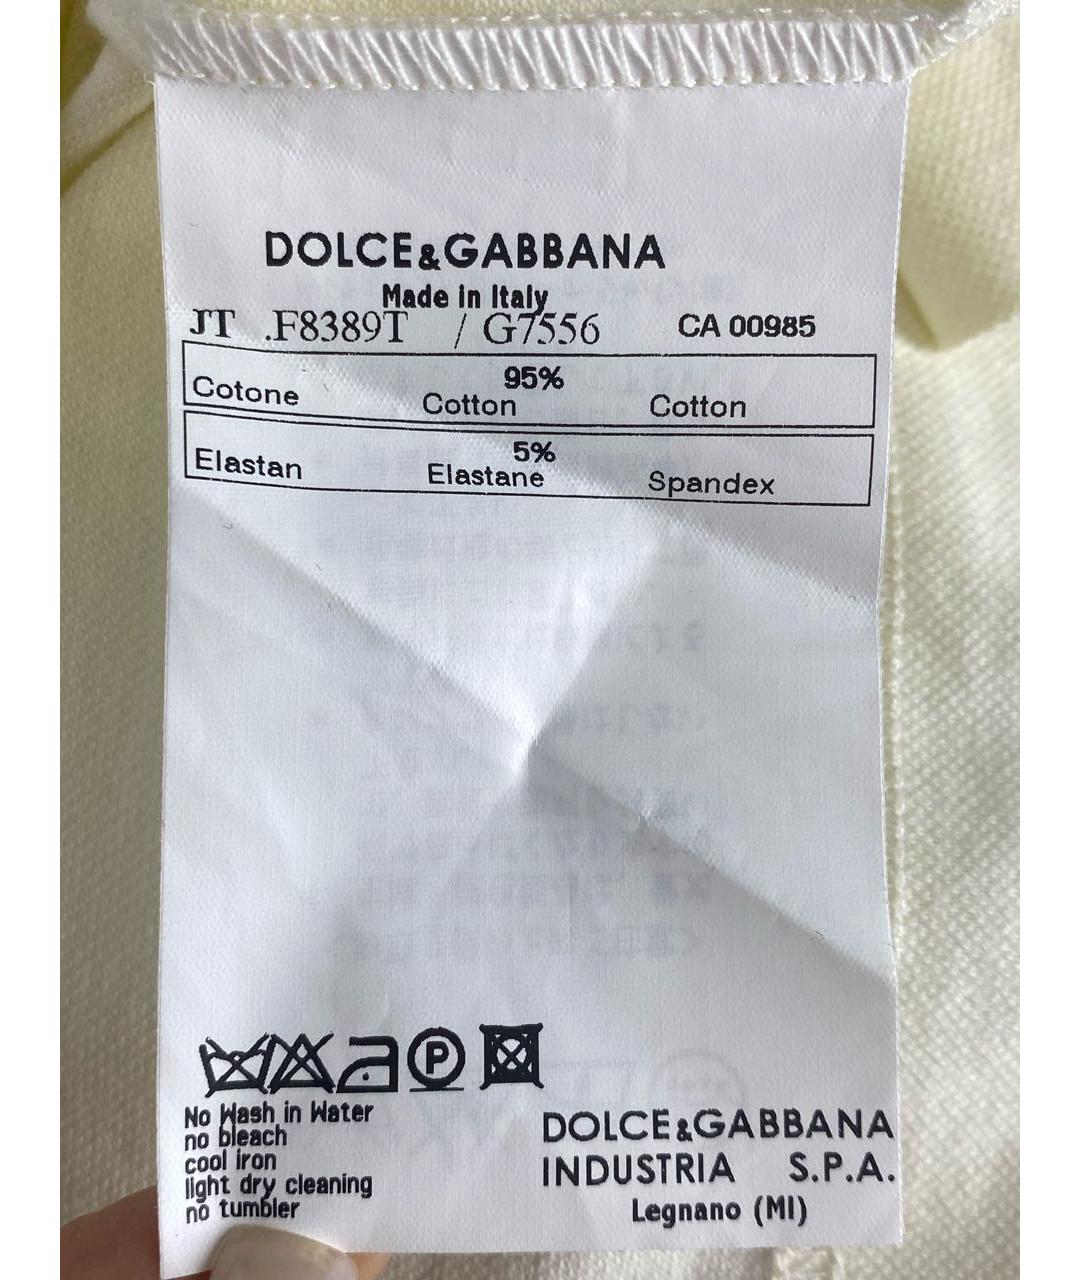 DOLCE&GABBANA
Made in Italy
JT .F8389T / G7556 CA 00985
95%
Cotone Cotton Cotton
5%
Elastan Elastane Spandex
P
No Wash in Water
no bleach
cool iron
light dry cleaning
no tumbler
DOLCE&GABBANA
INDUSTRIA S.P.A.
Legnano (MI)